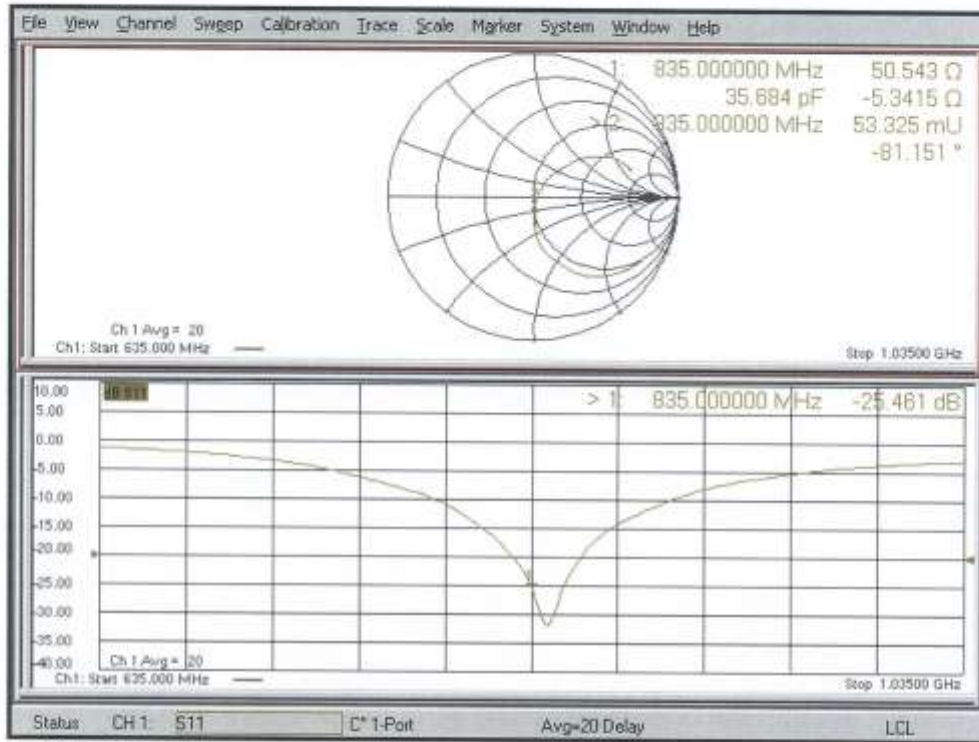 File View Channel Sweep Calibration Trace Scale Marker System Window Help
1: 835.000000 MHz 50.543 Ω
35.684 pF -5.3415 Ω
> 2: 835.000000 MHz 53.325 mU
-81.151 °
Ch 1 Avg = 20
Ch1: Start 635.000 MHz
Stop 1.03500 GHz
10.00
dB S11
> 1: 835.000000 MHz -25.461 dB
5.00
0.00
-5.00
-10.00
-15.00
-20.00
-25.00
-30.00
-35.00
-40.00
Ch 1 Avg = 20
Ch1: Start 635.000 MHz
Stop 1.03500 GHz
Status CH 1: S11 C* 1-Port Avg=20 Delay LCL